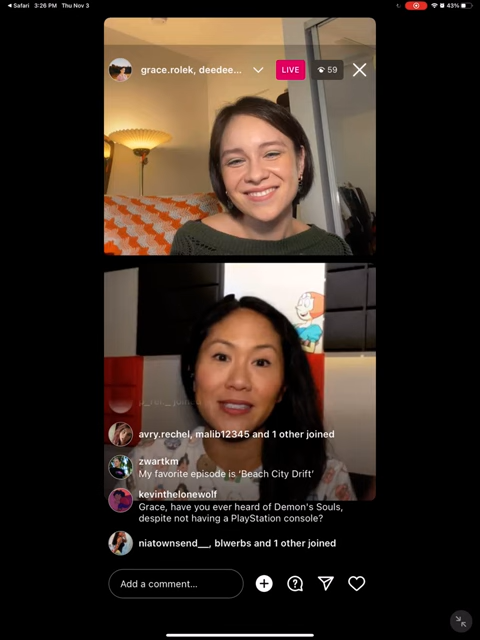 Safari 3:26 PM Thu Nov 3
43%
grace.rolek, deedee...
LIVE
59
avry.rechel, malib12345 and 1 other joined
zwartkm
My favorite episode is ‘Beach City Drift’
kevinthelonewolf
Grace, have you ever heard of Demon's Souls,
despite not having a PlayStation console?
niatownsend__, blwerbs and 1 other joined
Add a comment...